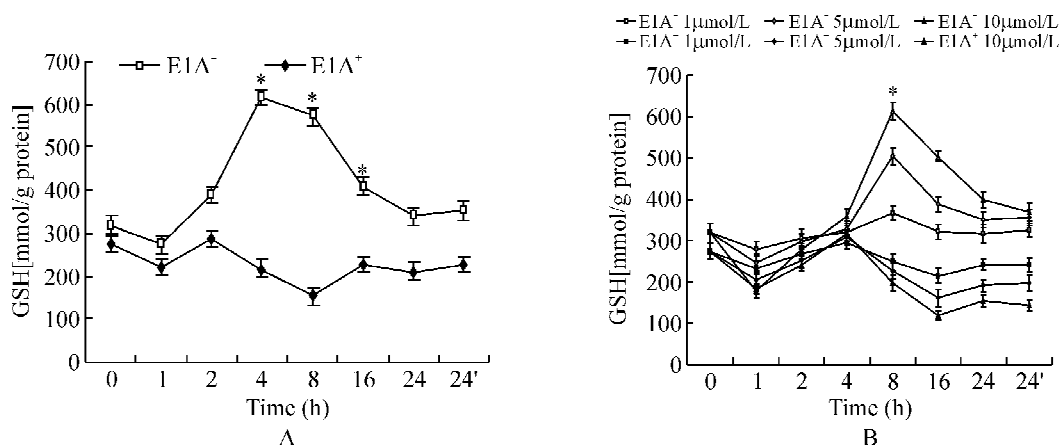 E1A⁻ 1μmol/L E1A⁻ 5μmol/L E1A⁻ 10μmol/L
E1A⁻ 1μmol/L E1A⁻ 5μmol/L E1A⁺ 10μmol/L
700
600
500
400
300
200
100
0
GSH[mmol/g protein]
E1A⁻ E1A⁺
*
*
*
0 1 2 4 8 16 24 24'
Time (h)
A
700
600
500
400
300
200
100
0
GSH[mmol/g protein]
*
0 1 2 4 8 16 24 24'
Time (h)
B